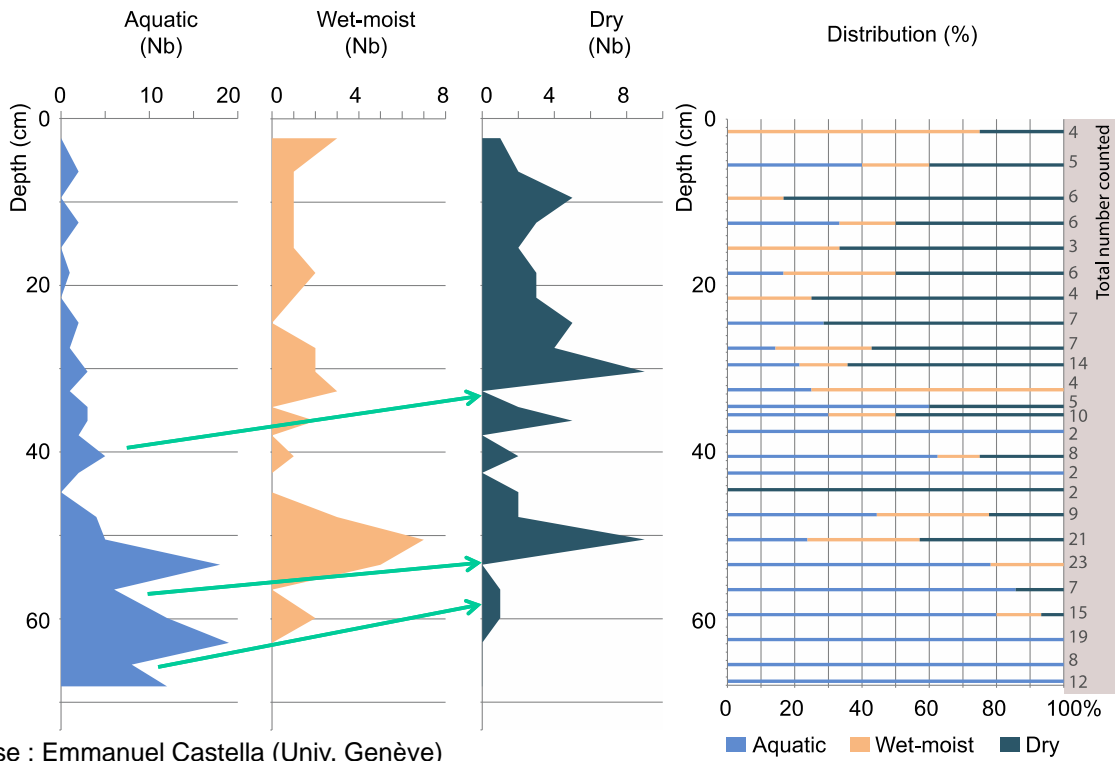 Aquatic
(Nb)
Wet-moist
(Nb)
Dry
(Nb)
Distribution (%)
0 10 20
0 4 8
0 4 8
Depth (cm)
0
20
40
60
Depth (cm)
0
20
40
60
Total number counted
4
5
6
6
3
6
4
7
7
14
4
5
10
2
8
2
2
9
21
23
7
15
19
8
12
0 20 40 60 80 100%
Aquatic Wet-moist Dry
se : Emmanuel Castella (Univ. Genève)